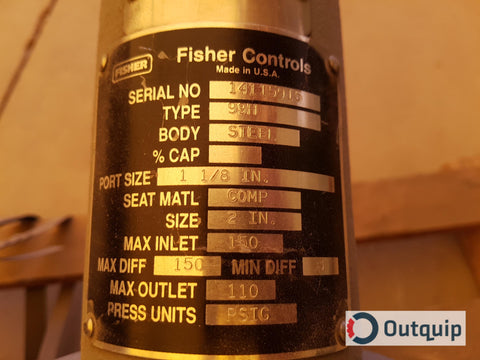 FISHER
Fisher Controls
Made in U.S.A.
SERIAL NO
TYPE 99H
BODY STEEL
% CAP
PORT SIZE 1 1/8 IN.
SEAT MATL COMP
SIZE 2 IN.
MAX INLET 150
MAX DIFF 150 MIN DIFF
MAX OUTLET 110
PRESS UNITS PSIG
Outquip